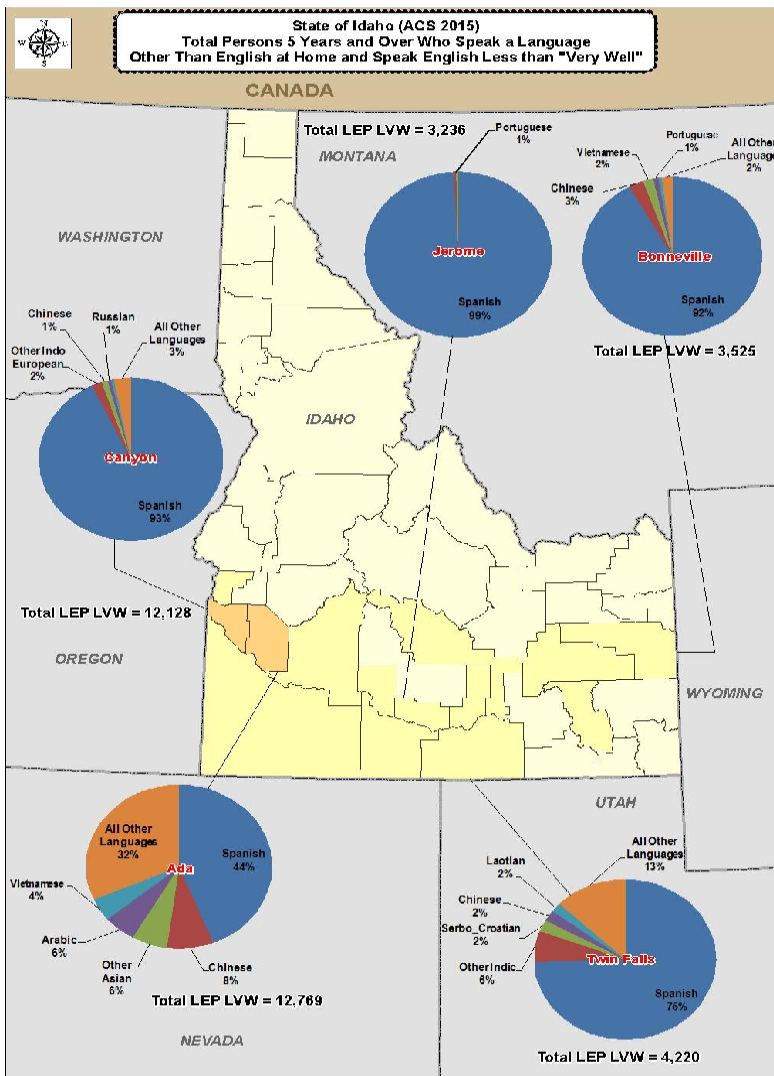 State of Idaho (ACS 2015)
Total Persons 5 Years and Over Who Speak a Language
Other Than English at Home and Speak English Less than "Very Well"
N
W
S
CANADA
Total LEP LVW = 3,236
Portuguese
1%
MONTANA
Jerome
Spanish
99%
Vietnamese
2%
Portuguese
1%
All Other
Language
2%
Chinese
3%
Bonneville
Spanish
92%
Total LEP LVW = 3,525
WASHINGTON
Chinese
1%
Russian
1%
All Other
Languages
3%
Other Indo
European
2%
Canyon
Spanish
93%
Total LEP LVW = 12,128
IDAHO
OREGON
WYOMING
UTAH
NEVADA
All Other
Languages
32%
Ada
Spanish
44%
Vietnamese
4%
Arabic
6%
Other
Asian
6%
Chinese
8%
Total LEP LVW = 12,769
All Other
Languages
13%
Laotian
2%
Chinese
2%
Serbo_Croatian
2%
Other Indic
6%
Twin Falls
Spanish
76%
Total LEP LVW = 4,220